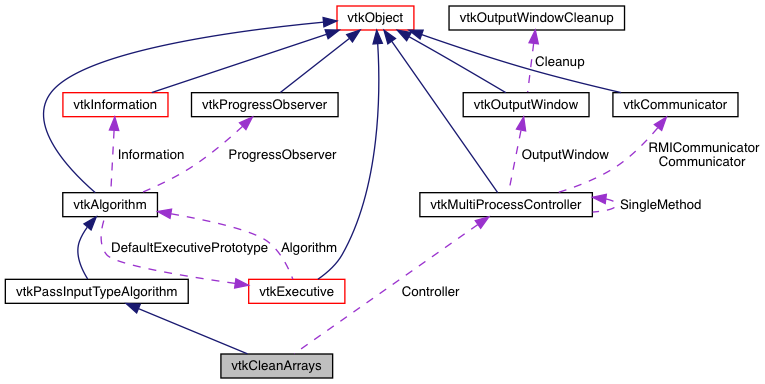 vtkObject
vtkOutputWindowCleanup
Cleanup
vtkInformation
vtkProgressObserver
vtkOutputWindow
vtkCommunicator
Information
ProgressObserver
OutputWindow
RMICommunicator
Communicator
vtkAlgorithm
vtkMultiProcessController
SingleMethod
DefaultExecutivePrototype
Algorithm
vtkPassInputTypeAlgorithm
vtkExecutive
Controller
vtkCleanArrays